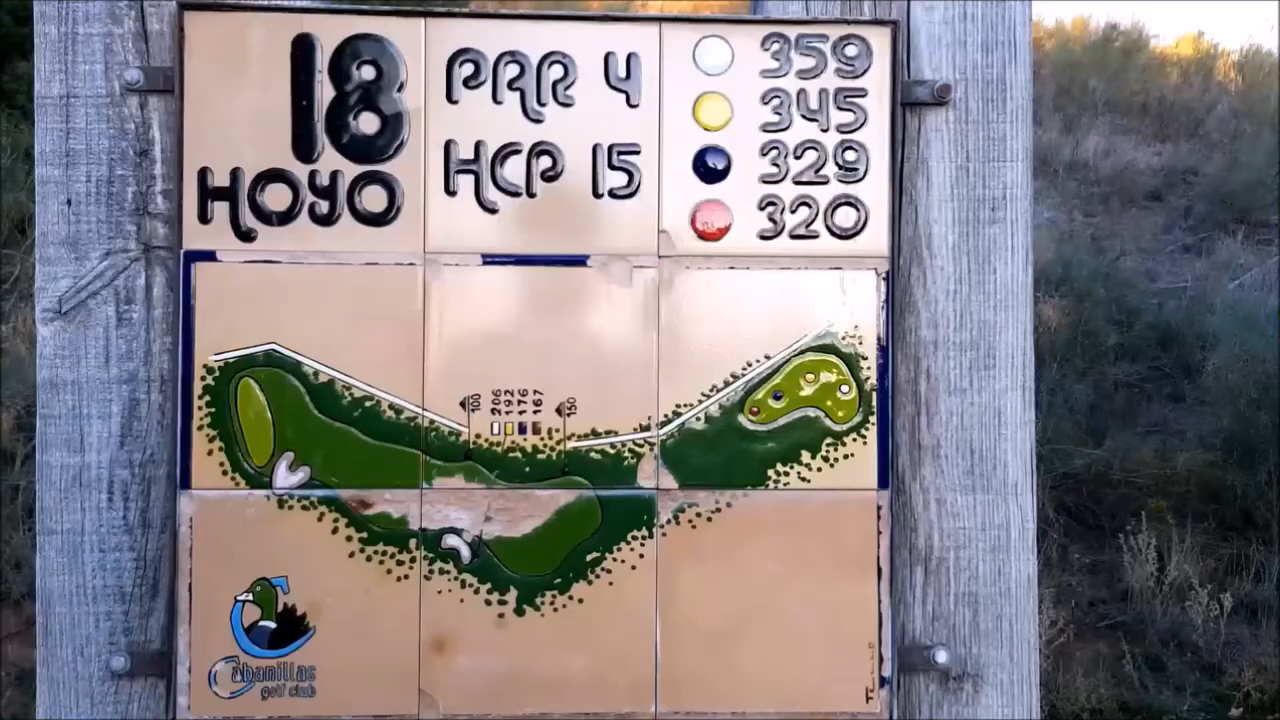 18
HOYO
PAR 4
HCP 15
359
345
329
320
100
206
192
176
167
150
Cabanillas
golf club